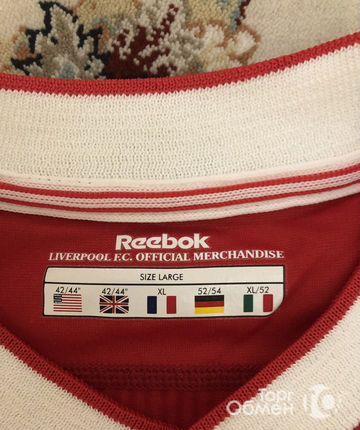 Reebok
LIVERPOOL F.C. OFFICIAL MERCHANDISE
SIZE LARGE
42/44" 42/44" XL 52/54 XL/52
Торг
Обмен